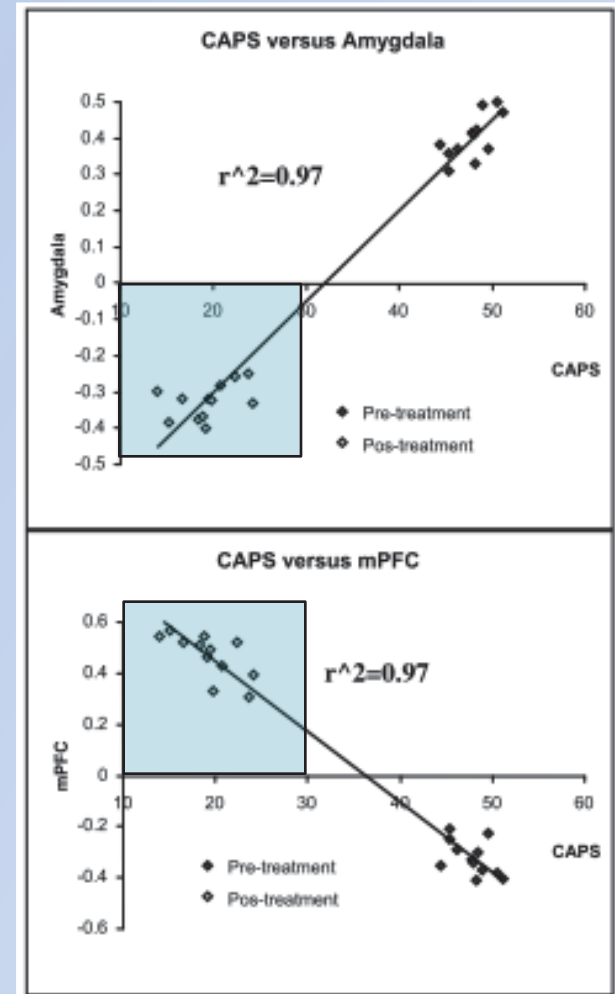 CAPS versus Amygdala
0.5
0.4
0.3
r^2=0.97
0.2
0.1
Amygdala
0
10 20 30 40 50 60
-0.1
-0.2
CAPS
-0.3
Pre-treatment
-0.4
Pos-treatment
-0.5
CAPS versus mPFC
0.6
r^2=0.97
0.4
0.2
mPFC
0
10 20 30 40 50 60
-0.2
CAPS
Pre-treatment
-0.4
Pos-treatment
-0.6